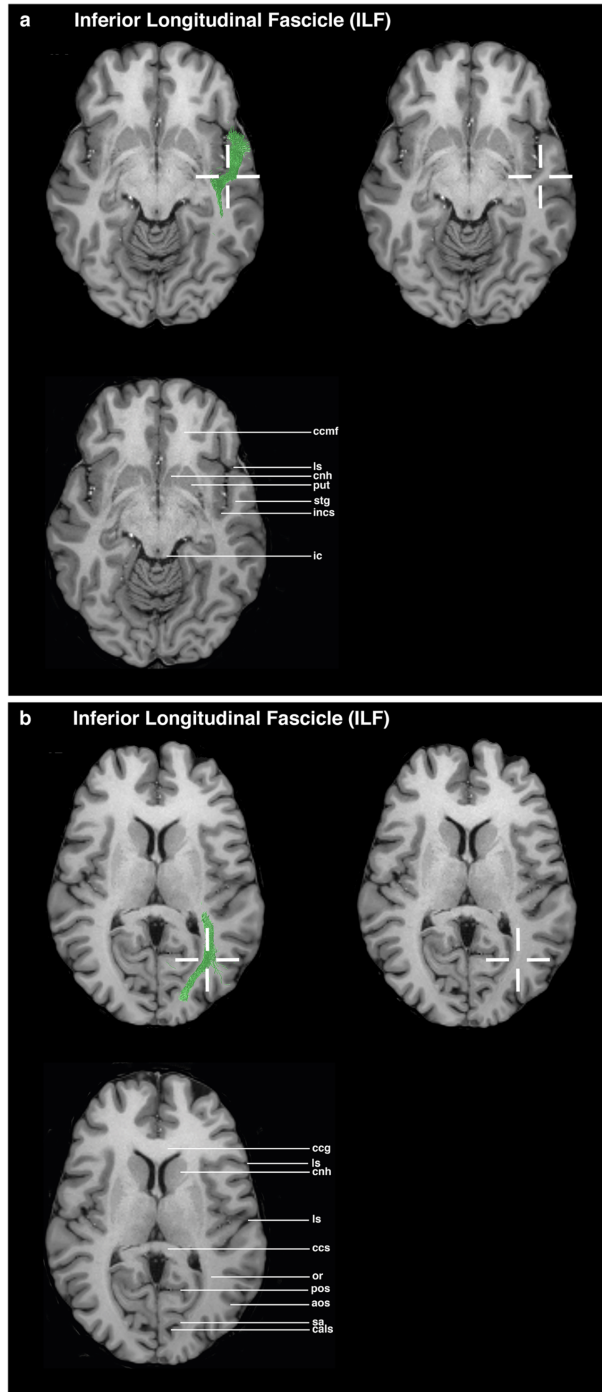 a Inferior Longitudinal Fascicle (ILF)
ccmf
ls
cnh
put
stg
incs
ic
b Inferior Longitudinal Fascicle (ILF)
ccg
ls
cnh
ls
ccs
or
pos
aos
sa
cals